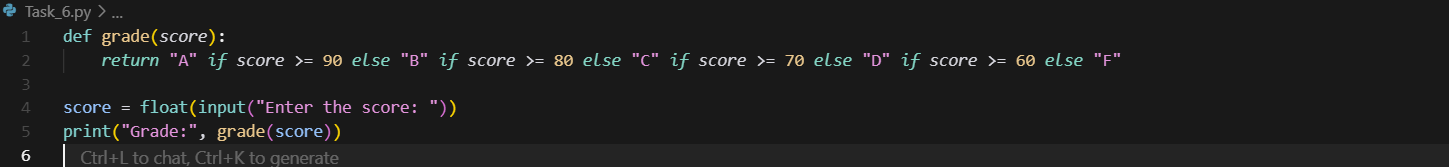 Task_6.py > ...
1 def grade(score):
2     return "A" if score >= 90 else "B" if score >= 80 else "C" if score >= 70 else "D" if score >= 60 else "F"
3
4 score = float(input("Enter the score: "))
5 print("Grade:", grade(score))
6 Ctrl+L to chat, Ctrl+K to generate